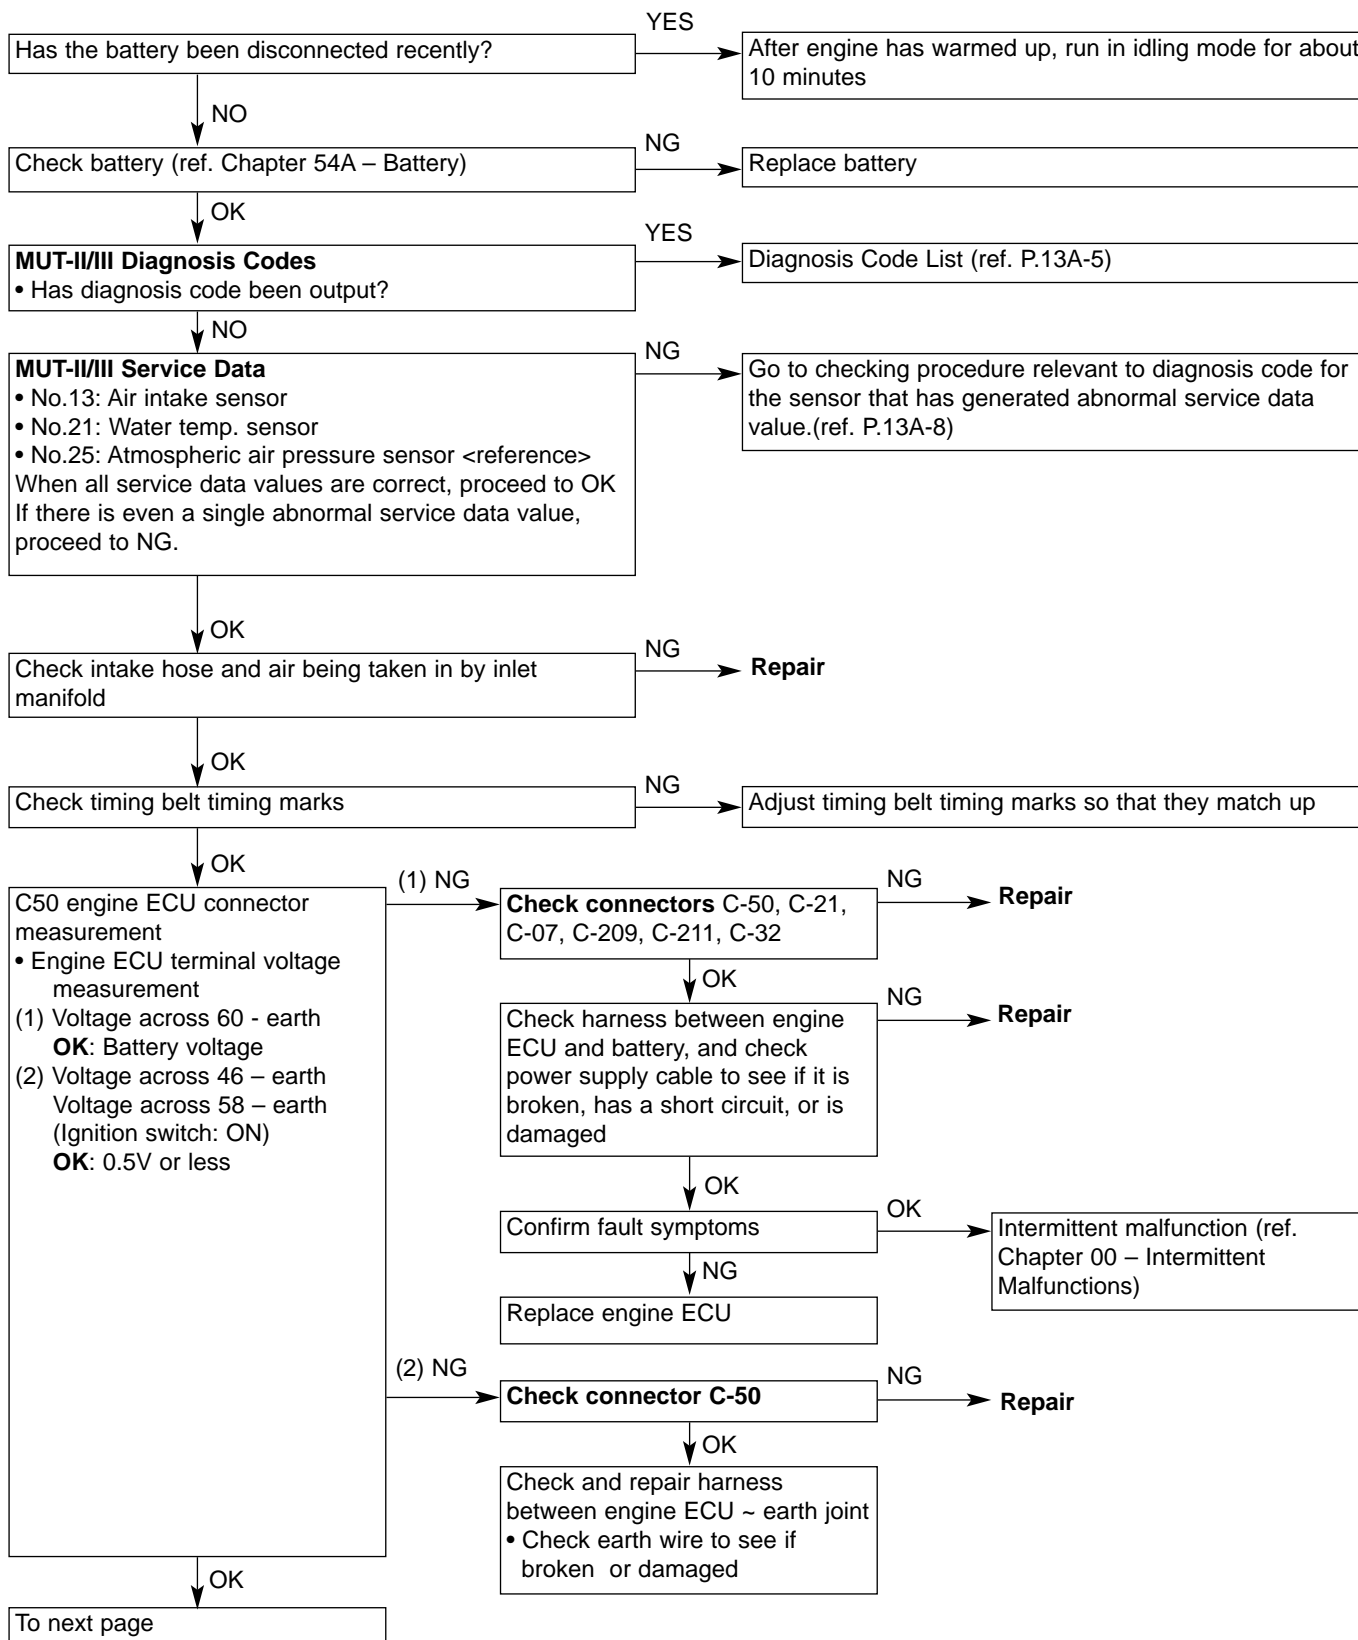 YES
Has the battery been disconnected recently?
After engine has warmed up, run in idling mode for about
10 minutes
NO
NG
Check battery (ref. Chapter 54A – Battery)
Replace battery
OK
YES
MUT-II/III Diagnosis Codes
• Has diagnosis code been output?
Diagnosis Code List (ref. P.13A-5)
NO
NG
MUT-II/III Service Data
• No.13: Air intake sensor
• No.21: Water temp. sensor
• No.25: Atmospheric air pressure sensor <reference>
When all service data values are correct, proceed to OK
If there is even a single abnormal service data value,
proceed to NG.
Go to checking procedure relevant to diagnosis code for
the sensor that has generated abnormal service data
value.(ref. P.13A-8)
OK
NG
Check intake hose and air being taken in by inlet
manifold
Repair
OK
NG
Check timing belt timing marks
Adjust timing belt timing marks so that they match up
OK
C50 engine ECU connector
measurement
• Engine ECU terminal voltage
measurement
(1) Voltage across 60 - earth
OK: Battery voltage
(2) Voltage across 46 – earth
Voltage across 58 – earth
(Ignition switch: ON)
OK: 0.5V or less
(1) NG
Check connectors C-50, C-21,
C-07, C-209, C-211, C-32
NG
Repair
OK
Check harness between engine
ECU and battery, and check
power supply cable to see if it is
broken, has a short circuit, or is
damaged
NG
Repair
OK
Confirm fault symptoms
OK
Intermittent malfunction (ref.
Chapter 00 – Intermittent
Malfunctions)
NG
Replace engine ECU
(2) NG
Check connector C-50
NG
Repair
OK
Check and repair harness
between engine ECU ~ earth joint
• Check earth wire to see if
broken or damaged
OK
To next page